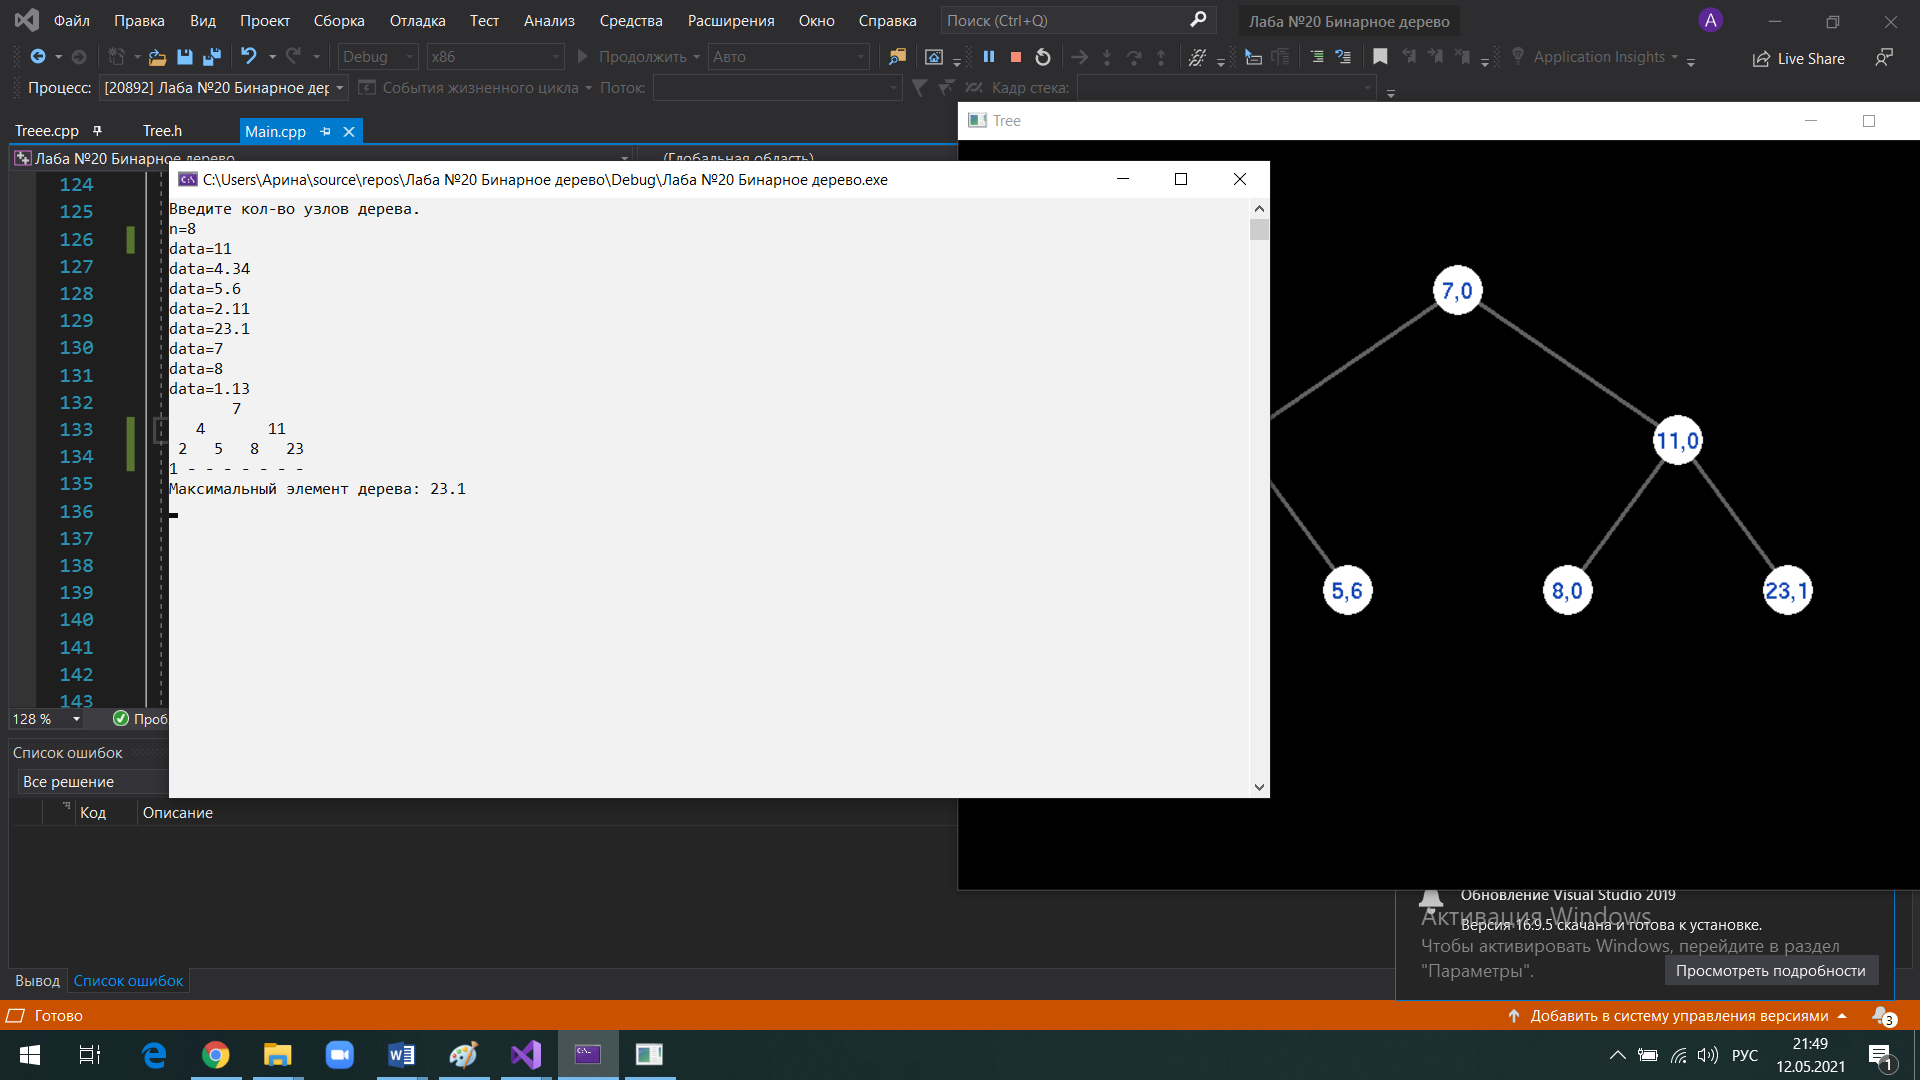 Файл Правка Вид Проект Сборка Отладка Тест Анализ Средства Расширения Окно Справка Поиск (Ctrl+Q) Лаба №20 Бинарное дерево A
Debug x86 Продолжить Авто Application Insights Live Share
Процесс: [20892] Лаба №20 Бинарное дер События жизненного цикла Поток: Кадр стека:
Treee.cpp Tree.h Main.cpp
Tree
Лаба №20 Бинарное дерево (Глобальная область)
C:\Users\Арина\source\repos\Лаба №20 Бинарное дерево\Debug\Лаба №20 Бинарное дерево.exe
Введите кол-во узлов дерева.
n=8
data=11
data=4.34
data=5.6
data=2.11
data=23.1
data=7
data=8
data=1.13
7
4 11
2 5 8 23
1 - - - - - - -
Максимальный элемент дерева: 23.1
124
125
126
127
128
129
130
131
132
133
134
135
136
137
138
139
140
141
142
143
7,0
11,0
5,6 8,0 23,1
128 % Проб
Список ошибок
Все решение
Код Описание
Обновление Visual Studio 2019
Версия 16.9.5 скачана и готова к установке.
Просмотреть подробности
Активация Windows
Чтобы активировать Windows, перейдите в раздел
"Параметры".
Вывод Список ошибок
Готово Добавить в систему управления версиями 3
РУС 21:49
12.05.2021 1